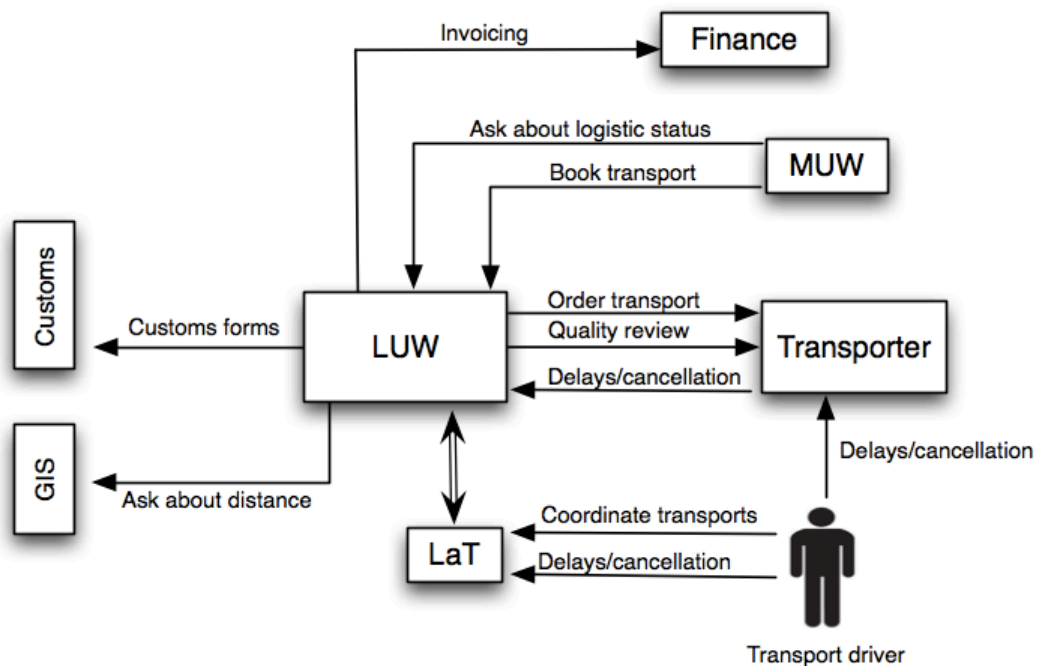 Invoicing
Finance
Ask about logistic status
Book transport
MUW
Customs
Customs forms
LUW
Order transport
Quality review
Delays/cancellation
Transporter
GIS
Ask about distance
Delays/cancellation
LaT
Coordinate transports
Delays/cancellation
Transport driver